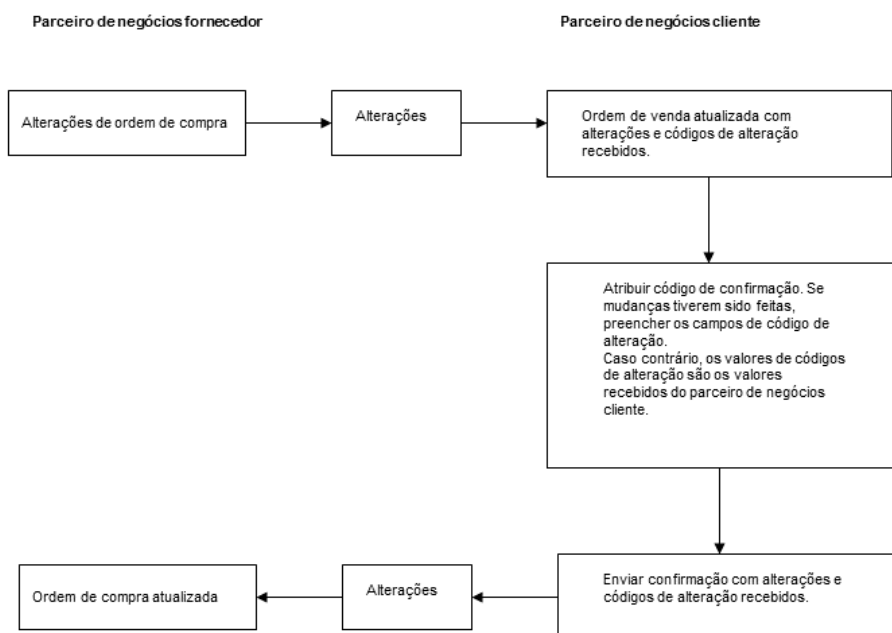 Parceiro de negócios fornecedor
Parceiro de negócios cliente
Alterações de ordem de compra
Alterações
Ordem de venda atualizada com
alterações e códigos de alteração
recebidos.
Atribuir código de confirmação. Se
mudanças tiverem sido feitas,
preencher os campos de código de
alteração.
Caso contrário, os valores de códigos
de alteração são os valores
recebidos do parceiro de negócios
cliente.
Enviar confirmação com alterações e
códigos de alteração recebidos.
Alterações
Ordem de compra atualizada